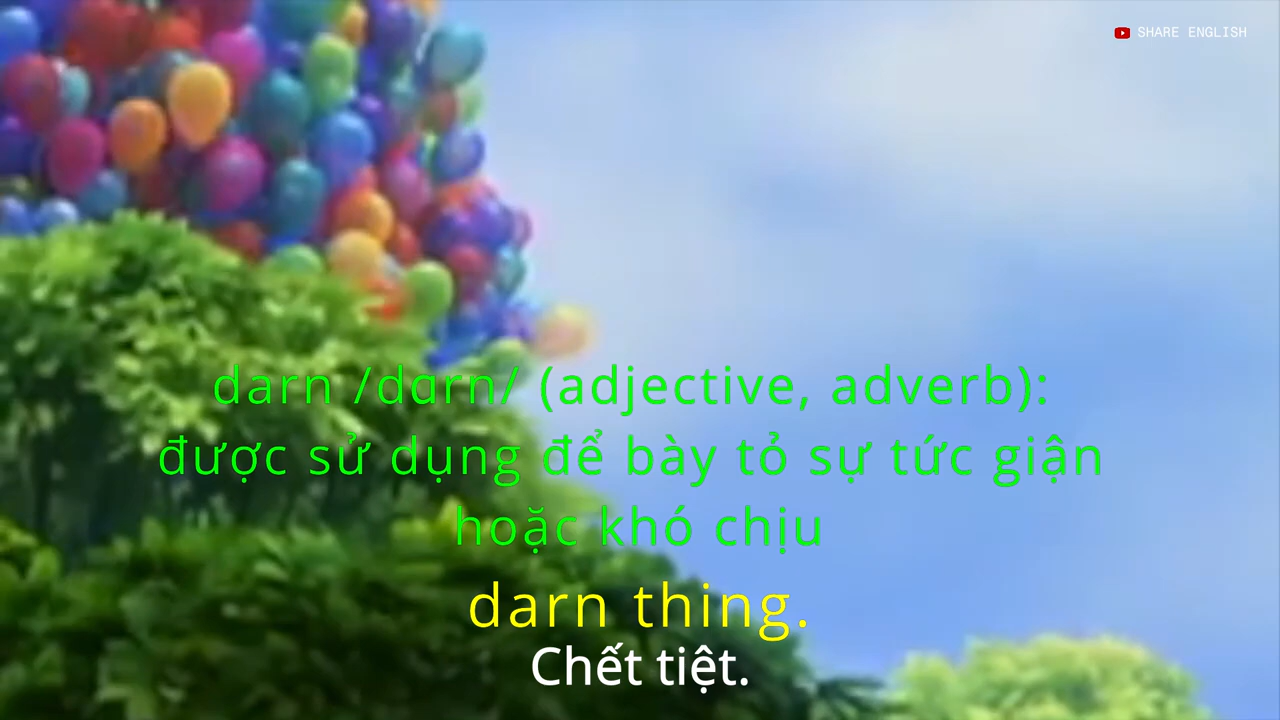 SHARE ENGLISH
darn /dɑrn/ (adjective, adverb):
được sử dụng để bày tỏ sự tức giận
hoặc khó chịu
darn thing.
Chết tiệt.